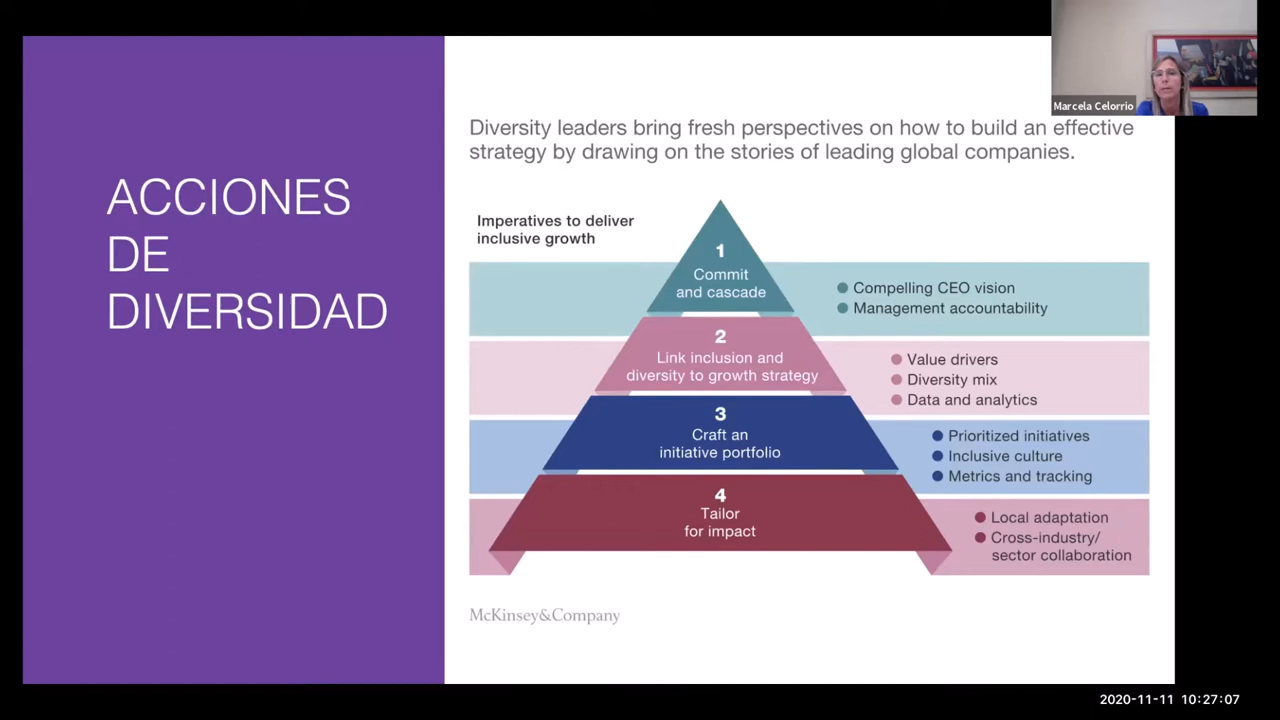 ACCIONES
DE
DIVERSIDAD
Marcela Celorrio
Diversity leaders bring fresh perspectives on how to build an effective
strategy by drawing on the stories of leading global companies.
Imperatives to deliver
inclusive growth
1
Commit
and cascade
Compelling CEO vision
Management accountability
2
Link inclusion and
diversity to growth strategy
Value drivers
Diversity mix
Data and analytics
3
Craft an
initiative portfolio
Prioritized initiatives
Inclusive culture
Metrics and tracking
4
Tailor
for impact
Local adaptation
Cross-industry/
sector collaboration
McKinsey&Company
2020-11-11 10:27:07